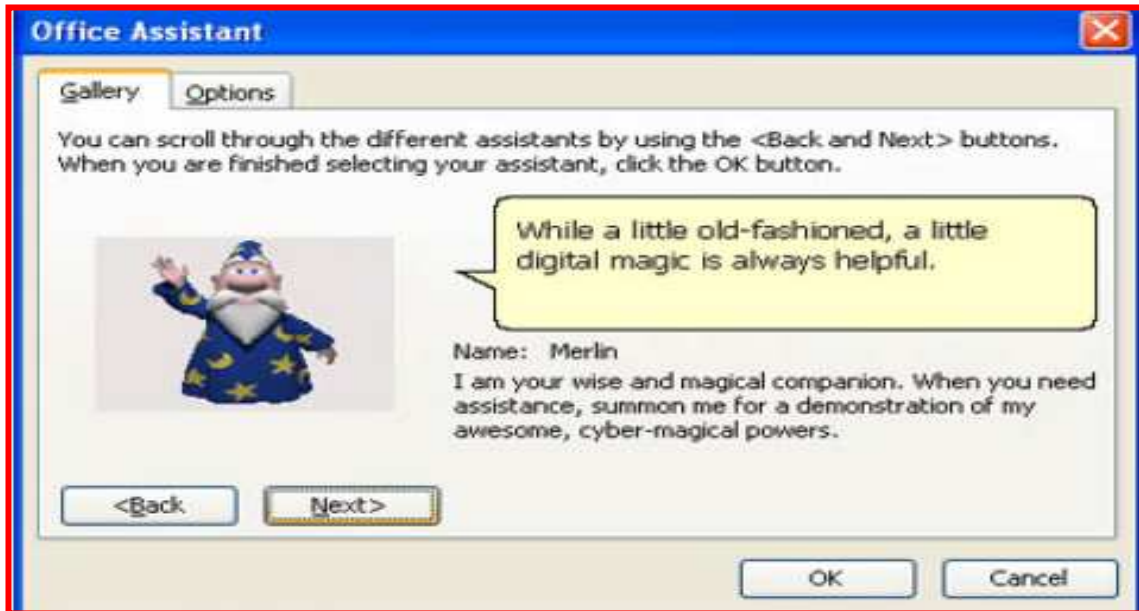 Office Assistant
Gallery
Options
You can scroll through the different assistants by using the <Back and Next> buttons.
When you are finished selecting your assistant, click the OK button.
While a little old-fashioned, a little
digital magic is always helpful.
Name: Merlin
I am your wise and magical companion. When you need
assistance, summon me for a demonstration of my
awesome, cyber-magical powers.
<Back
Next>
OK
Cancel